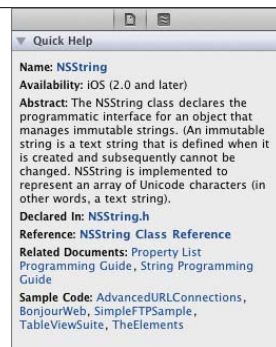 Quick Help
Name: NSString
Availability: iOS (2.0 and later)
Abstract: The NSString class declares the
programmatic interface for an object that
manages immutable strings. (An immutable
string is a text string that is defined when it
is created and subsequently cannot be
changed. NSString is implemented to
represent an array of Unicode characters (in
other words, a text string).
Declared In: NSString.h
Reference: NSString Class Reference
Related Documents: Property List
Programming Guide, String Programming
Guide
Sample Code: AdvancedURLConnections,
BonjourWeb, SimpleFTPSample,
TableViewSuite, TheElements